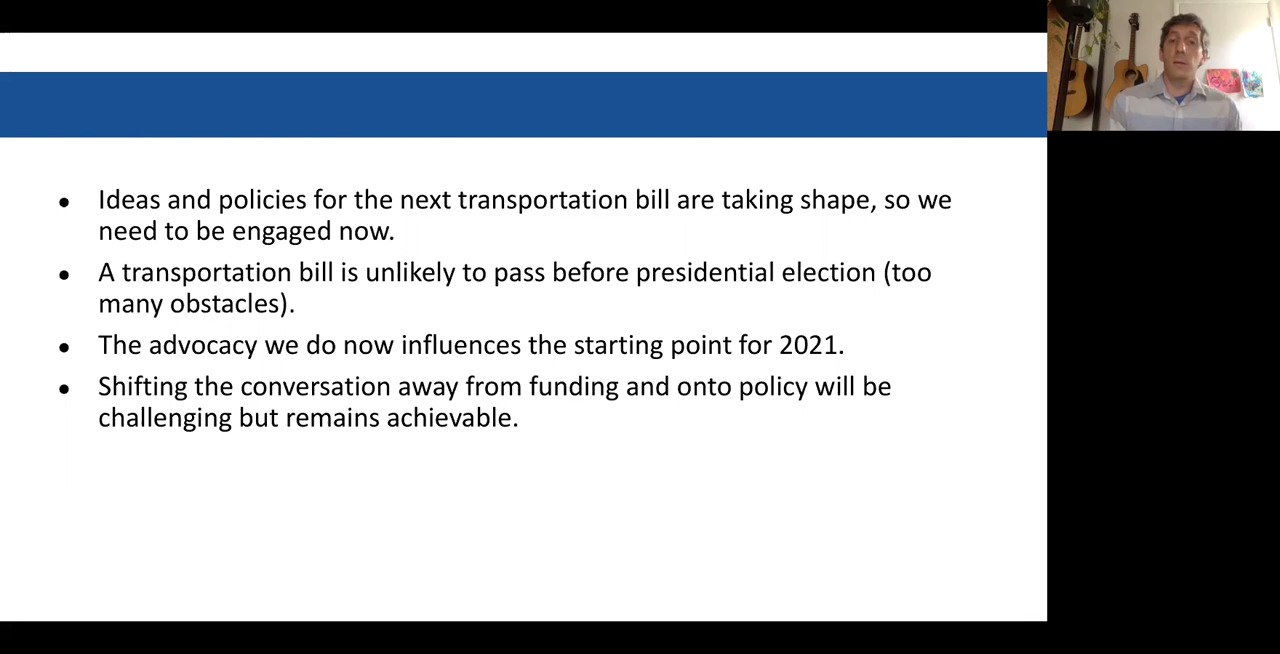 • Ideas and policies for the next transportation bill are taking shape, so we
need to be engaged now.
• A transportation bill is unlikely to pass before presidential election (too
many obstacles).
• The advocacy we do now influences the starting point for 2021.
• Shifting the conversation away from funding and onto policy will be
challenging but remains achievable.